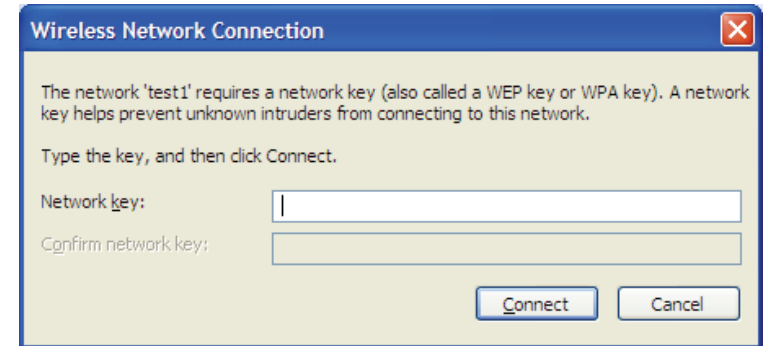 Wireless Network Connection
The network 'test1' requires a network key (also called a WEP key or WPA key). A network
key helps prevent unknown intruders from connecting to this network.
Type the key, and then click Connect.
Network key:
Confirm network key:
Connect Cancel